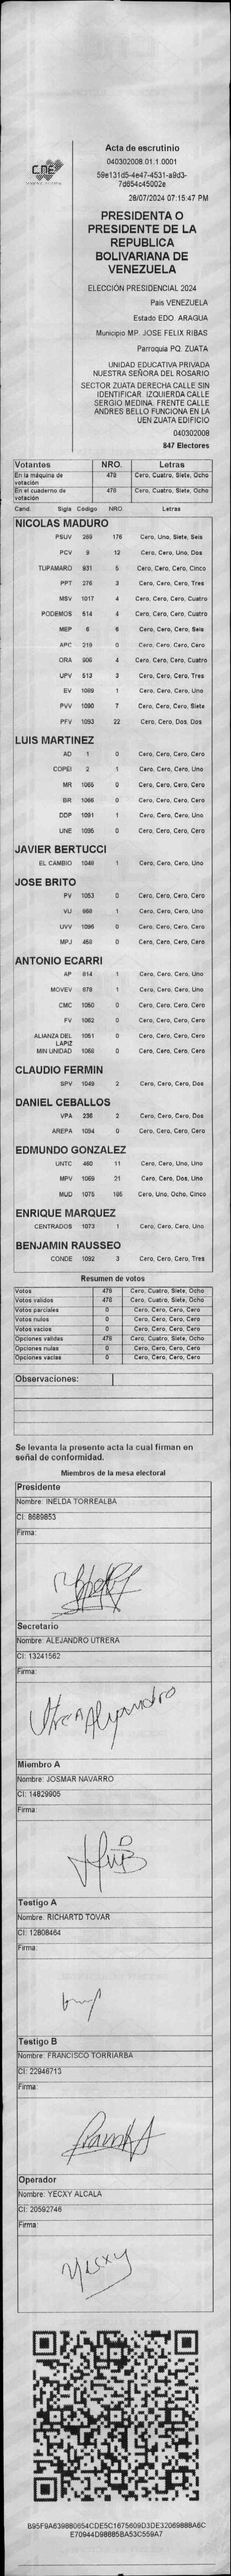 CNE
Acta de escrutinio
040302008.01.1.0001
59e131d5-4e47-4531-a9d3-
7d654c45002e
28/07/2024 07:15:47 PM
PRESIDENTA O
PRESIDENTE DE LA
REPUBLICA
BOLIVARIANA DE
VENEZUELA
ELECCIÓN PRESIDENCIAL 2024
Pais VENEZUELA
Estado EDO. ARAGUA
Municipio MP. JOSE FELIX RIBAS
Parroquia PQ. ZUATA
UNIDAD EDUCATIVA PRIVADA
NUESTRA SEÑORA DEL ROSARIO
SECTOR ZUATA DERECHA CALLE SIN
IDENTIFICAR. IZQUIERDA CALLE
SERGIO MEDINA. FRENTE CALLE
ANDRES BELLO FUNCIONA EN LA
UEN ZUATA EDIFICIO
040302008
847 Electores
Votantes NRO. Letras
En la máquina de votación 478 Cero, Cuatro, Siete, Ocho
En el cuaderno de votación 478 Cero, Cuatro, Siete, Ocho
Cand. Sigla Código NRO. Letras
NICOLAS MADURO
PSUV 269 176 Cero, Uno, Siete, Seis
PCV 9 12 Cero, Cero, Uno, Dos
TUPAMARO 931 5 Cero, Cero, Cero, Cinco
PPT 276 3 Cero, Cero, Cero, Tres
MSV 1017 4 Cero, Cero, Cero, Cuatro
PODEMOS 514 4 Cero, Cero, Cero, Cuatro
MEP 6 6 Cero, Cero, Cero, Seis
APC 219 0 Cero, Cero, Cero, Cero
ORA 906 4 Cero, Cero, Cero, Cuatro
UPV 513 3 Cero, Cero, Cero, Tres
EV 1089 1 Cero, Cero, Cero, Uno
PVV 1090 7 Cero, Cero, Cero, Siete
PFV 1093 22 Cero, Cero, Dos, Dos
LUIS MARTINEZ
AD 1 0 Cero, Cero, Cero, Cero
COPEI 2 1 Cero, Cero, Cero, Uno
MR 1065 0 Cero, Cero, Cero, Cero
BR 1066 0 Cero, Cero, Cero, Cero
DDP 1091 1 Cero, Cero, Cero, Uno
UNE 1095 0 Cero, Cero, Cero, Cero
JAVIER BERTUCCI
EL CAMBIO 1048 1 Cero, Cero, Cero, Uno
JOSE BRITO
PV 1053 0 Cero, Cero, Cero, Cero
VU 868 1 Cero, Cero, Cero, Uno
UVV 1096 0 Cero, Cero, Cero, Cero
MPJ 458 0 Cero, Cero, Cero, Cero
ANTONIO ECARRI
AP 814 1 Cero, Cero, Cero, Uno
MOVEV 878 1 Cero, Cero, Cero, Uno
CMC 1050 0 Cero, Cero, Cero, Cero
FV 1062 0 Cero, Cero, Cero, Cero
ALIANZA DEL LAPIZ 1051 0 Cero, Cero, Cero, Cero
MIN UNIDAD 1068 0 Cero, Cero, Cero, Cero
CLAUDIO FERMIN
SPV 1049 2 Cero, Cero, Cero, Dos
DANIEL CEBALLOS
VPA 236 2 Cero, Cero, Cero, Dos
AREPA 1094 0 Cero, Cero, Cero, Cero
EDMUNDO GONZALEZ
UNTC 460 11 Cero, Cero, Uno, Uno
MPV 1069 21 Cero, Cero, Dos, Uno
MUD 1075 185 Cero, Uno, Ocho, Cinco
ENRIQUE MARQUEZ
CENTRADOS 1073 1 Cero, Cero, Cero, Uno
BENJAMIN RAUSSEO
CONDE 1092 3 Cero, Cero, Cero, Tres
Resumen de votos
Votos 478 Cero, Cuatro, Siete, Ocho
Votos validos 478 Cero, Cuatro, Siete, Ocho
Votos parciales 0 Cero, Cero, Cero, Cero
Votos nulos 0 Cero, Cero, Cero, Cero
Votos vacios 0 Cero, Cero, Cero, Cero
Opciones validas 478 Cero, Cuatro, Siete, Ocho
Opciones nulas 0 Cero, Cero, Cero, Cero
Opciones vacias 0 Cero, Cero, Cero, Cero
Observaciones:
Se levanta la presente acta la cual firman en
señal de conformidad.
Miembros de la mesa electoral
Presidente
Nombre: INELDA TORREALBA
CI: 8689853
Firma:
Secretario
Nombre: ALEJANDRO UTRERA
CI: 13241562
Firma:
Utrera Alejandro
Miembro A
Nombre: JOSMAR NAVARRO
CI: 14829905
Firma:
Testigo A
Nombre: RICHARTD TOVAR
CI: 12808464
Firma:
Testigo B
Nombre: FRANCISCO TORRIARBA
CI: 22946713
Firma:
Operador
Nombre: YECXY ALCALA
CI: 20592746
Firma:
Yecxy
B95F9A639880654CDE5C1675609D3DE32069888A6C
E70944D98885BA53C559A7